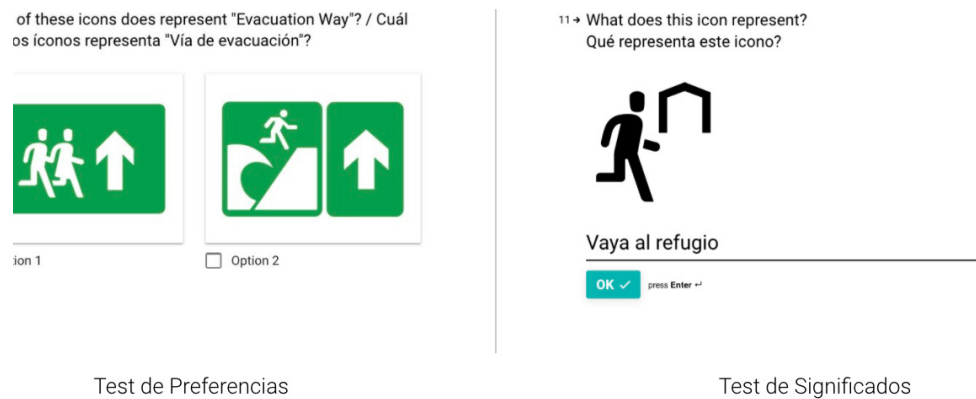 of these icons does represent "Evacuation Way"? / Cuál
os íconos representa "Vía de evacuación"?
ion 1
Option 2
Test de Preferencias
11 → What does this icon represent?
Qué representa este icono?
Vaya al refugio
OK ✓ press Enter ↵
Test de Significados